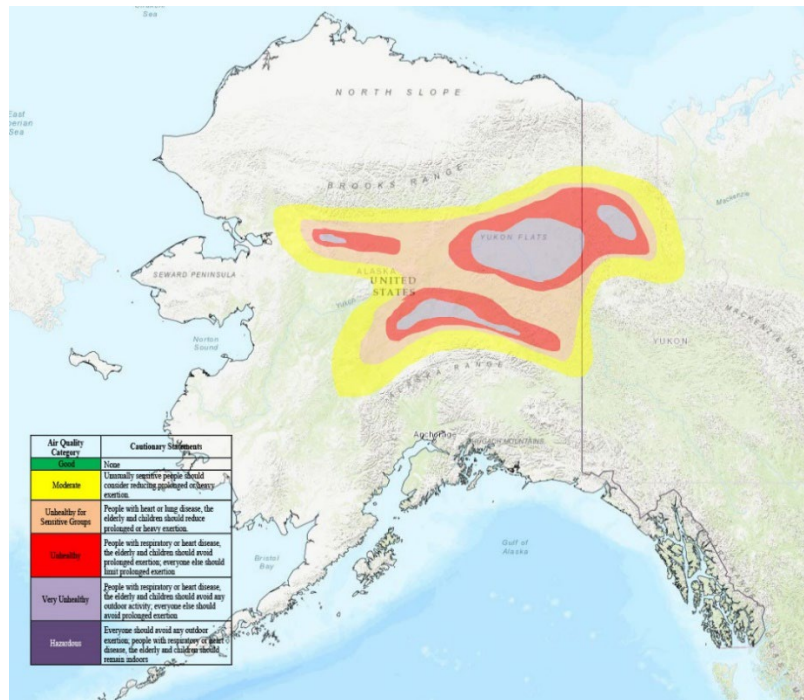 Sea
East
Sea
NORTH SLOPE
BROOKS RANGE
Mackenzie
YUKON FLATS
SEWARD PENINSULA
ALASKA
UNITED
STATES
Yukon
Norton
Sound
YUKON
MACKENZIE
ALASKA RANGE
Anchorage
MOUNTAINS
Gulf of
Alaska
Bristol
Bay
Air Quality
Category
Cautionary Statements
Good
None
Moderate
Unusually sensitive people should
consider reducing prolonged or heavy
exertion.
Unhealthy for
Sensitive Groups
People with heart or lung disease, the
elderly and children should reduce
prolonged or heavy exertion.
Unhealthy
People with respiratory or heart disease,
the elderly and children should avoid
prolonged exertion; everyone else should
limit prolonged exertion
Very Unhealthy
People with respiratory or heart disease,
the elderly and children should avoid any
outdoor activity; everyone else should
avoid prolonged exertion
Hazardous
Everyone should avoid any outdoor
exertion; people with respiratory or heart
disease, the elderly and children should
remain indoors